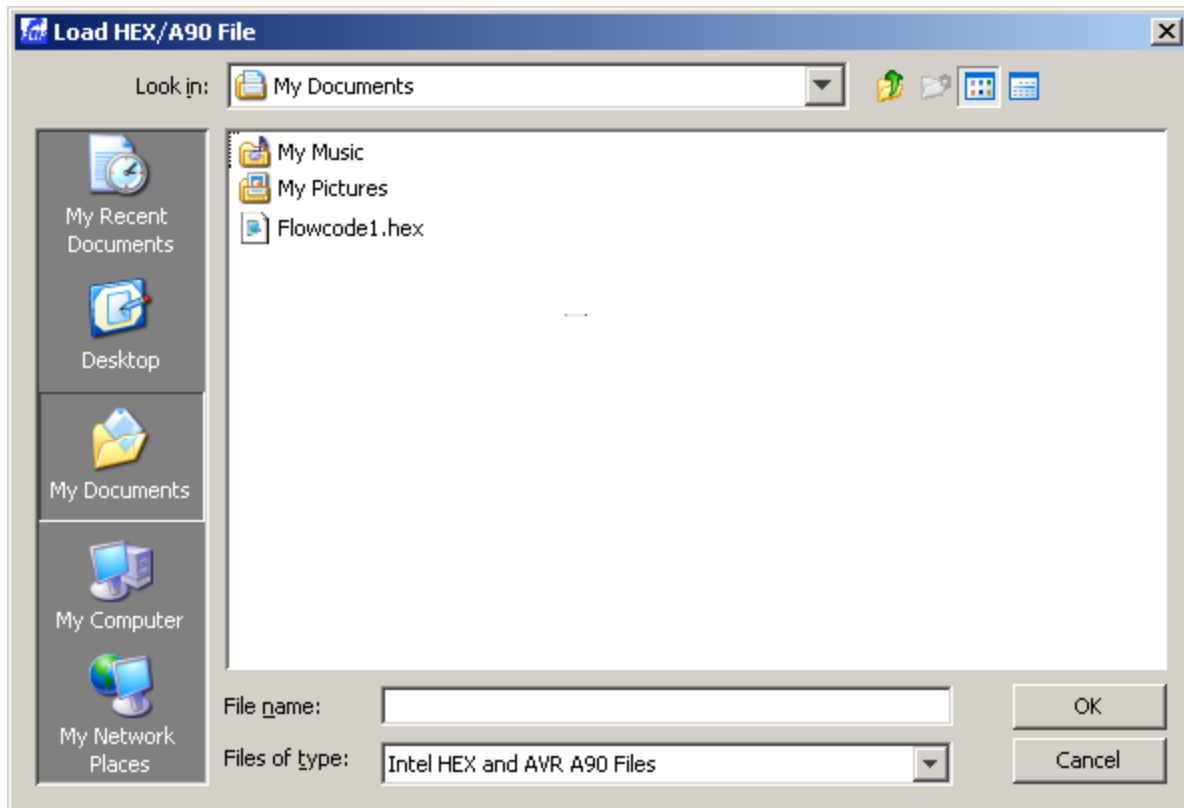 Load HEX/A90 File
Look in:
My Documents
My Recent
Documents
Desktop
My Documents
My Computer
My Network
Places
My Music
My Pictures
Flowcode1.hex
File name:
OK
Files of type:
Intel HEX and AVR A90 Files
Cancel